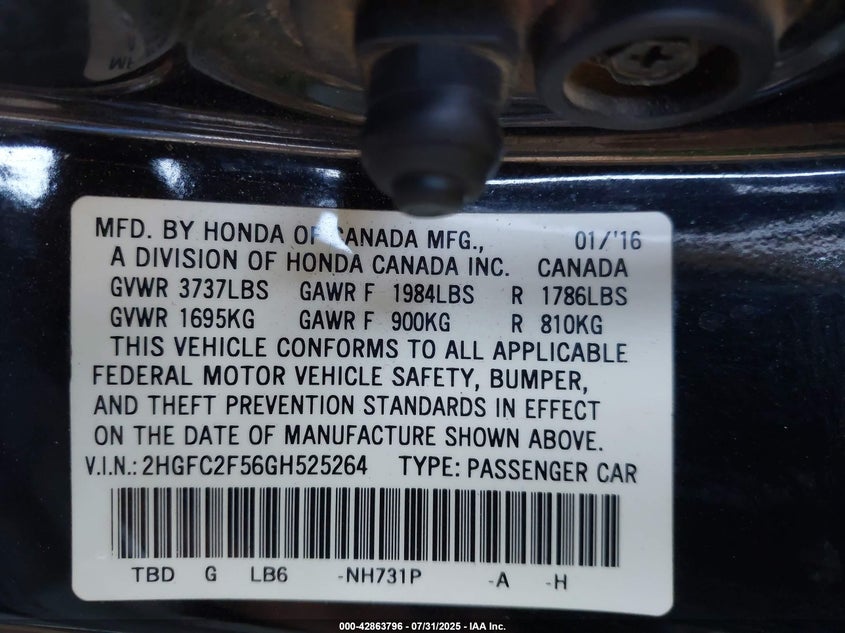 MFD. BY HONDA OF CANADA MFG., 01/'16
A DIVISION OF HONDA CANADA INC. CANADA
GVWR 3737LBS GAWR F 1984LBS R 1786LBS
GVWR 1695KG GAWR F 900KG R 810KG
THIS VEHICLE CONFORMS TO ALL APPLICABLE
FEDERAL MOTOR VEHICLE SAFETY, BUMPER,
AND THEFT PREVENTION STANDARDS IN EFFECT
ON THE DATE OF MANUFACTURE SHOWN ABOVE.
V.I.N.: 2HGFC2F56GH525264 TYPE: PASSENGER CAR
TBD G LB6 -NH731P -A -H
000-42863796 - 07/31/2025 - IAA Inc.